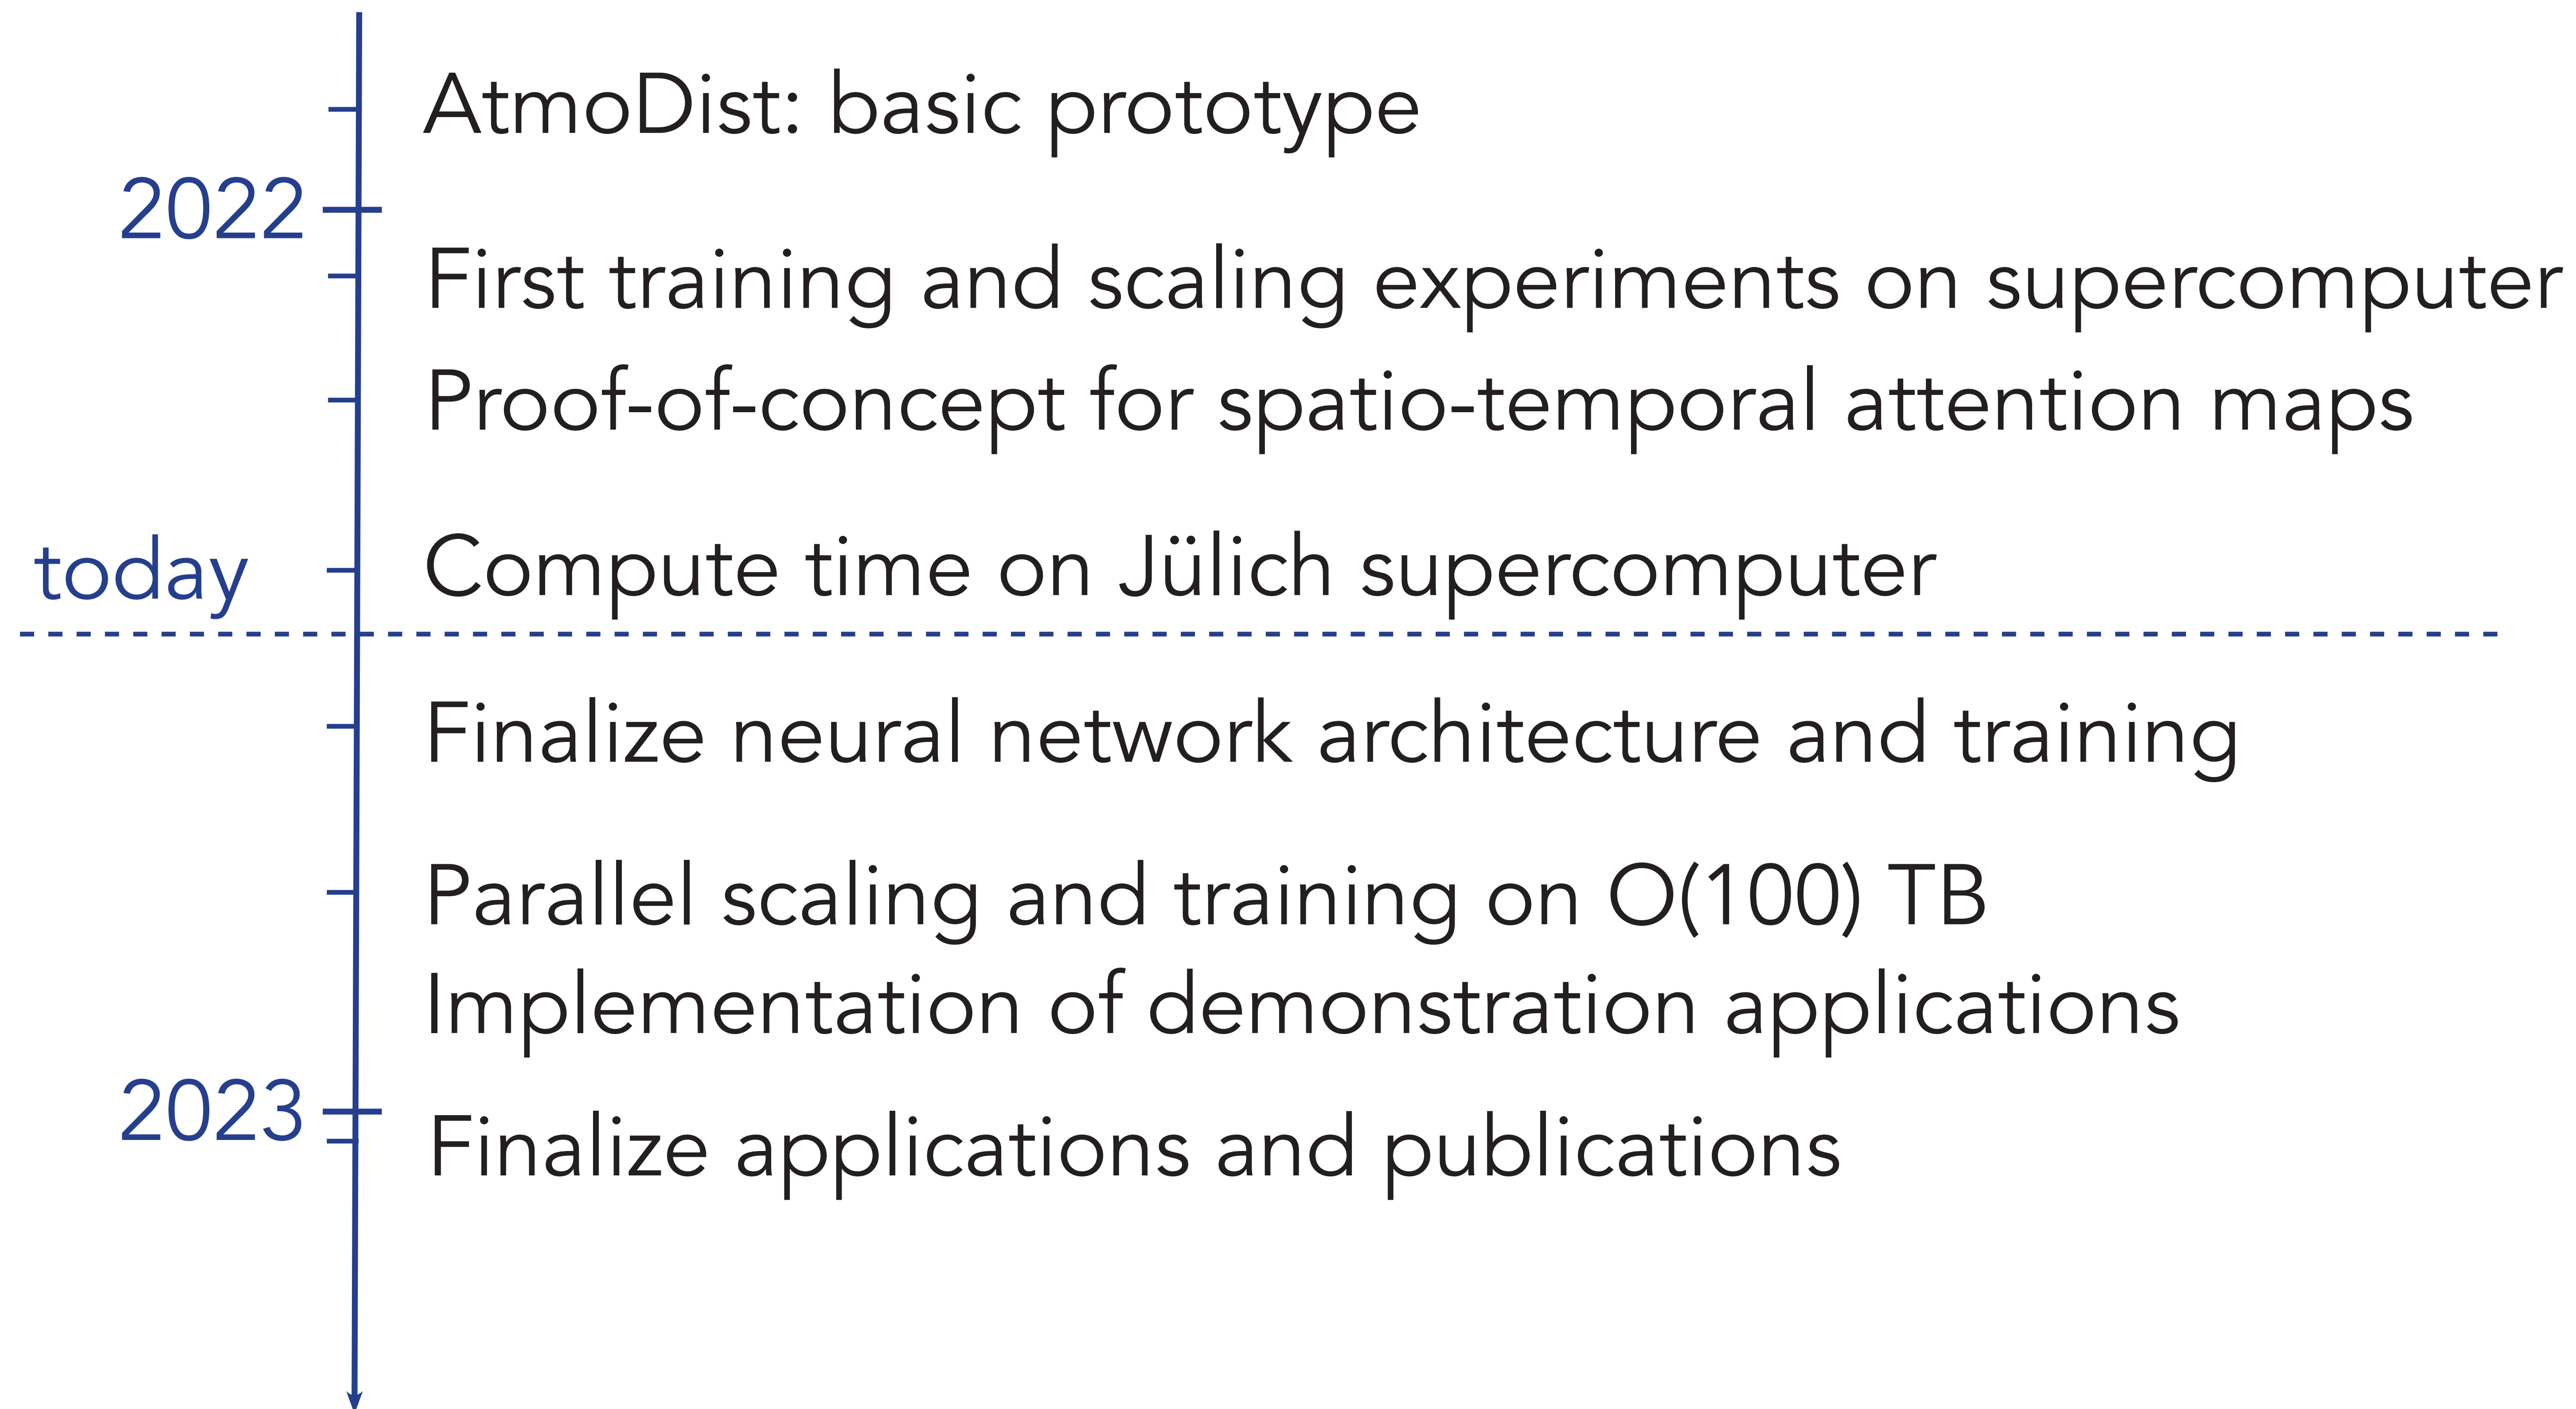 AtmoDist: basic prototype
2022
First training and scaling experiments on supercomputer
Proof-of-concept for spatio-temporal attention maps
today
Compute time on Jülich supercomputer
Finalize neural network architecture and training
Parallel scaling and training on O(100) TB
Implementation of demonstration applications
2023
Finalize applications and publications